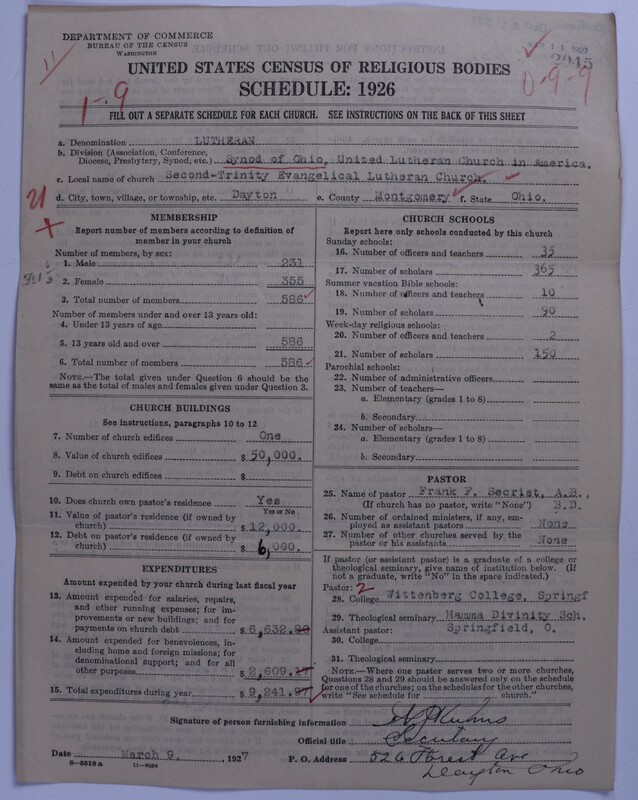 DEPARTMENT OF COMMERCE
BUREAU OF THE CENSUS
WASHINGTON
11
2045
UNITED STATES CENSUS OF RELIGIOUS BODIES
0-9-9
SCHEDULE: 1926
1-9
FILL OUT A SEPARATE SCHEDULE FOR EACH CHURCH. SEE INSTRUCTIONS ON THE BACK OF THIS SHEET
a. Denomination LUTHERAN
b. Division (Association, Conference, Diocese, Presbytery, Synod, etc.) Synod of Ohio, United Lutheran Church in America.
c. Local name of church Second-Trinity Evangelical Lutheran Church.
d. City, town, village, or township, etc. Dayton e. County Montgomery f. State Ohio.
MEMBERSHIP
Report number of members according to definition of
member in your church
Number of members, by sex:
1. Male 231
2. Female 355
3. Total number of members 586
Number of members under and over 13 years old:
4. Under 13 years of age
5. 13 years old and over 586
6. Total number of members 586
NOTE.—The total given under Question 6 should be
same as the total of males and females given under Question 3.
CHURCH BUILDINGS
See instructions, paragraphs 10 to 12
7. Number of church edifices One
8. Value of church edifices $ 50,000.
9. Debt on church edifices $
10. Does church own pastor's residence Yes
Yes or No
11. Value of pastor's residence (if owned by
church) $ 12,000.
12. Debt on pastor's residence (if owned by
church) $ 6,000.
EXPENDITURES
Amount expended by your church during last fiscal year
13. Amount expended for salaries, repairs,
and other running expenses; for im-
provements or new buildings; and for
payments on church debt $ 6,632.
14. Amount expended for benevolences, in-
cluding home and foreign missions; for
denominational support; and for all
other purposes $ 2,609.17
15. Total expenditures during year $ 9,241.
CHURCH SCHOOLS
Report here only schools conducted by this church
Sunday schools:
16. Number of officers and teachers 35
17. Number of scholars 365
Summer vacation Bible schools:
18. Number of officers and teachers 10
19. Number of scholars 90
Week-day religious schools:
20. Number of officers and teachers 2
21. Number of scholars 150
Parochial schools:
22. Number of administrative officers
23. Number of teachers—
a. Elementary (grades 1 to 8)
b. Secondary
24. Number of scholars—
a. Elementary (grades 1 to 8)
b. Secondary
PASTOR
25. Name of pastor Frank F. Secrist, A.B.,
(If church has no pastor, write "None") B.D.
26. Number of ordained ministers, if any, em-
ployed as assistant pastors None
27. Number of other churches served by the
pastor or his assistants None
If pastor (or assistant pastor) is a graduate of a college or
theological seminary, give name of institution below. (If
not a graduate, write "No" in the space indicated.)
Pastor: 2
28. College Wittenberg College, Springf
29. Theological seminary Hamma Divinity Sch.
Assistant pastor: Springfield, O.
30. College
31. Theological seminary
NOTE.—Where one pastor serves two or more churches,
Questions 28 and 29 should be answered only on the schedule
for one of the churches; on the schedules for the other churches,
write "See schedule for church."
Signature of person furnishing information Kuhns
Official title Secretary
Date March 9, 1927 P. O. Address 526 Forest Ave
Dayton Ohio
8-5518 a 11-9564